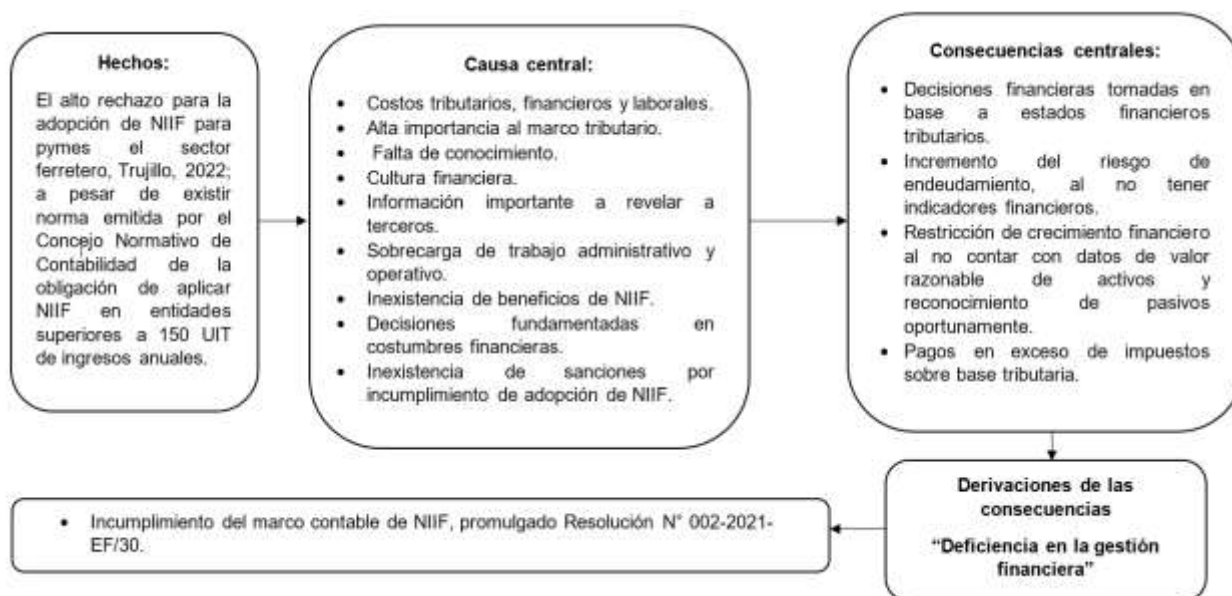 Hechos:
El alto rechazo para la
adopción de NIIF para
pymes el sector
ferretero, Trujillo, 2022;
a pesar de existir
norma emitida por el
Concejo Normativo de
Contabilidad de la
obligación de aplicar
NIIF en entidades
superiores a 150 UIT
de ingresos anuales.
Causa central:
• Costos tributarios, financieros y laborales.
• Alta importancia al marco tributario.
• Falta de conocimiento.
• Cultura financiera.
• Información importante a revelar a
terceros.
• Sobrecarga de trabajo administrativo y
operativo.
• Inexistencia de beneficios de NIIF.
• Decisiones fundamentadas en
costumbres financieras.
• Inexistencia de sanciones por
incumplimiento de adopción de NIIF.
Consecuencias centrales:
• Decisiones financieras tomadas en
base a estados financieros
tributarios.
• Incremento del riesgo de
endeudamiento, al no tener
indicadores financieros.
• Restricción de crecimiento financiero
al no contar con datos de valor
razonable de activos y
reconocimiento de pasivos
oportunamente.
• Pagos en exceso de impuestos
sobre base tributaria.
Derivaciones de las
consecuencias
“Deficiencia en la gestión
financiera”
• Incumplimiento del marco contable de NIIF, promulgado Resolución N° 002-2021-
EF/30.